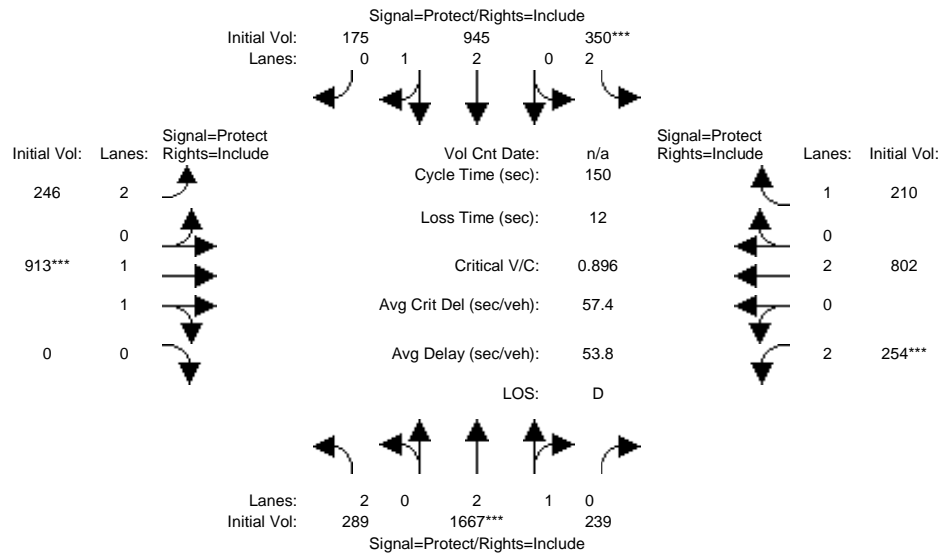 Signal=Protect/Rights=Include
Initial Vol: 175 945 350***
Lanes: 0 1 2 0 2
Signal=Protect
Initial Vol: Lanes: Rights=Include
Vol Cnt Date: n/a
Signal=Protect
Rights=Include Lanes: Initial Vol:
Cycle Time (sec): 150
246 2
1 210
Loss Time (sec): 12
0
0
913*** 1
Critical V/C: 0.896
2 802
1
Avg Crit Del (sec/veh): 57.4
0
0 0
Avg Delay (sec/veh): 53.8
2 254***
LOS: D
Lanes: 2 0 2 1 0
Initial Vol: 289 1667*** 239
Signal=Protect/Rights=Include